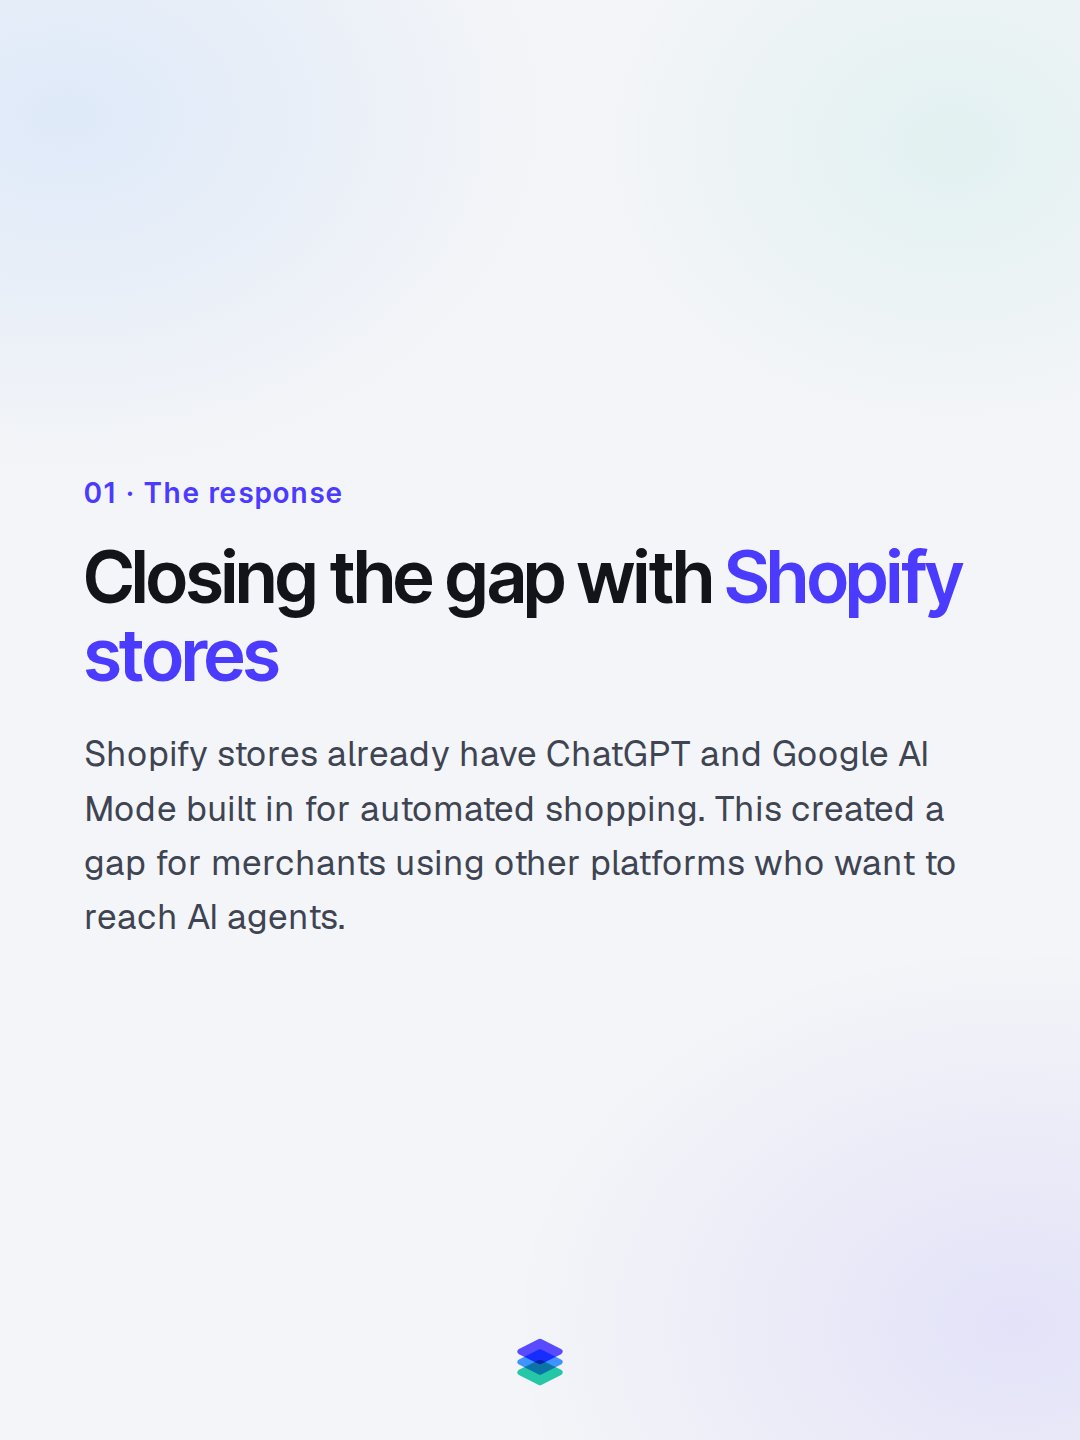 01 · The response
Closing the gap with Shopify
stores
Shopify stores already have ChatGPT and Google AI
Mode built in for automated shopping. This created a
gap for merchants using other platforms who want to
reach AI agents.